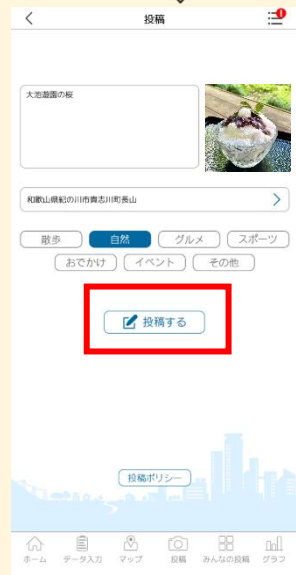 投稿
大池遊園の桜
和歌山県紀の川市貴志川町長山
散歩 自然 グルメ スポーツ
おでかけ イベント その他
投稿する
投稿ポリシー
ホーム データ入力 マップ 投稿 みんなの投稿 グラフ